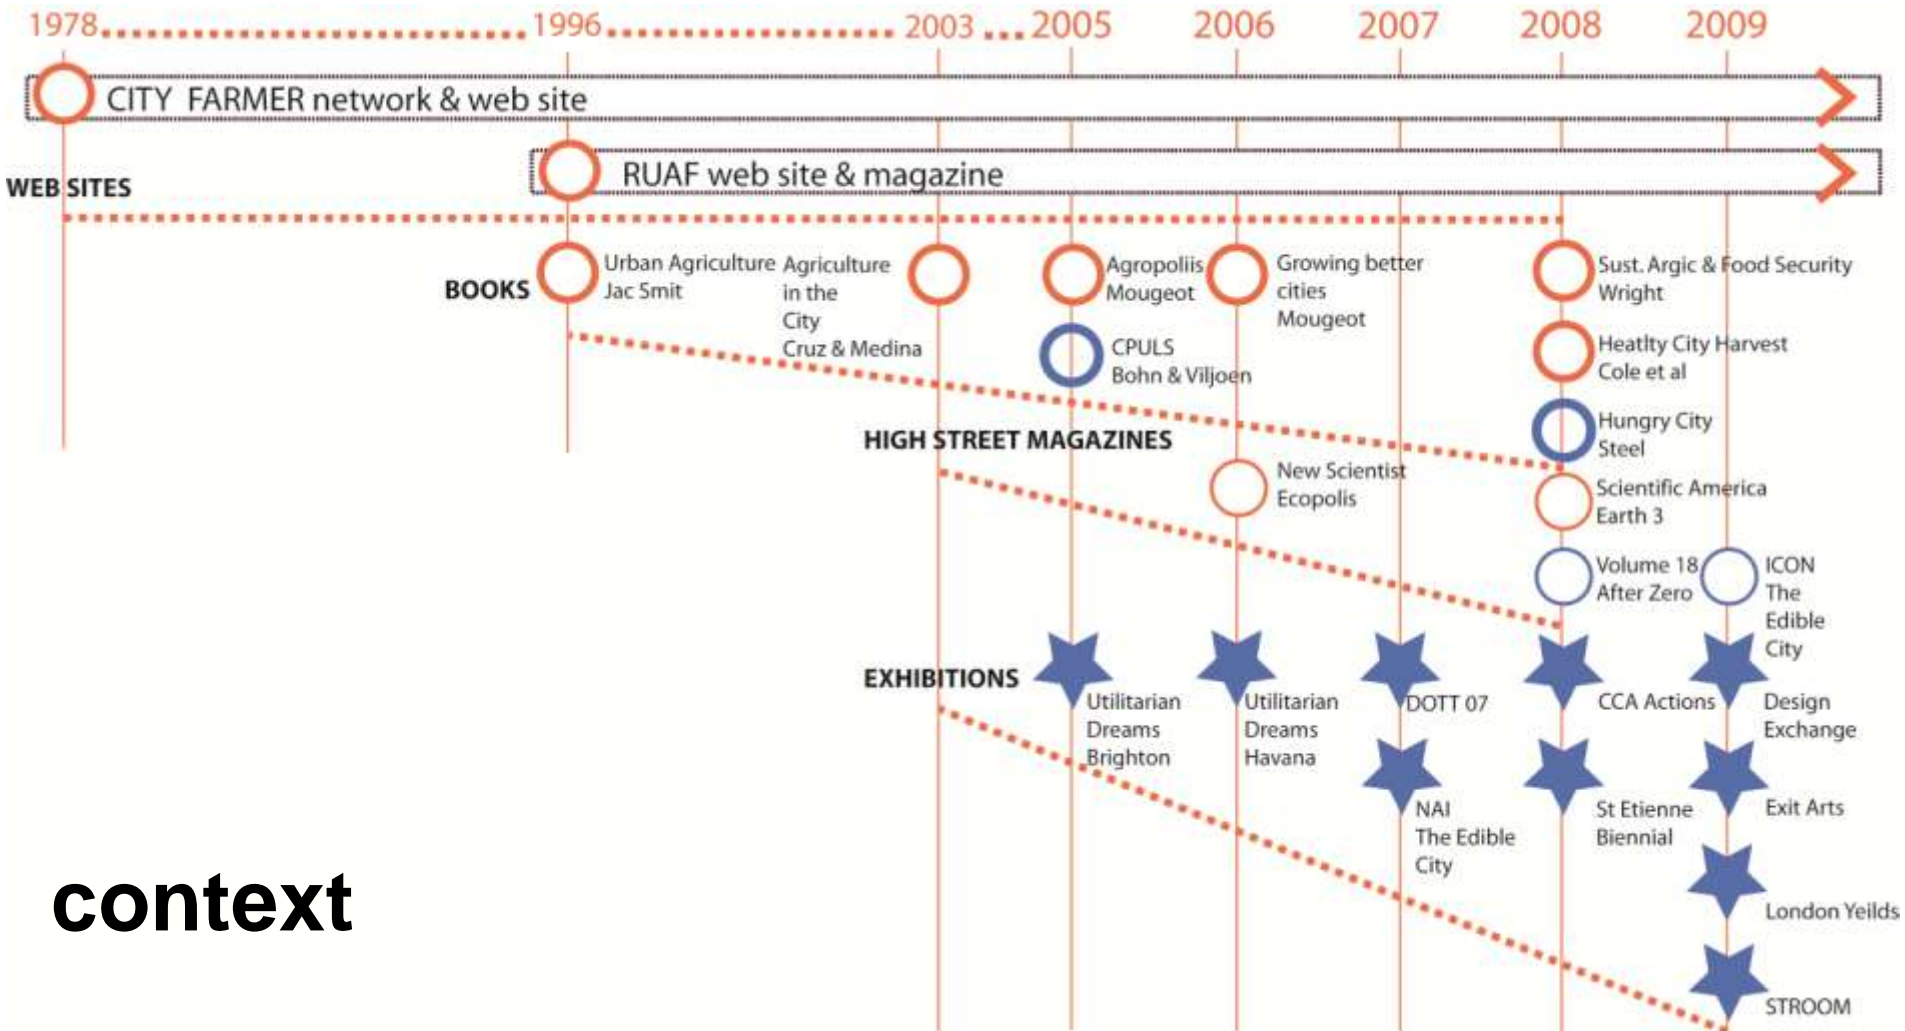 1978
1996
2003
2005
2006
2007
2008
2009
CITY FARMER network & web site
RUAF web site & magazine
WEB SITES
BOOKS
Urban Agriculture
Jac Smit
Agriculture
in the
City
Cruz & Medina
Agropoliis
Mougeot
CPULS
Bohn & Viljoen
Growing better
cities
Mougeot
Sust. Argic & Food Security
Wright
Heatlty City Harvest
Cole et al
Hungry City
Steel
HIGH STREET MAGAZINES
New Scientist
Ecopolis
Scientific America
Earth 3
Volume 18
After Zero
ICON
The
Edible
City
EXHIBITIONS
Utilitarian
Dreams
Brighton
Utilitarian
Dreams
Havana
DOTT 07
NAI
The Edible
City
CCA Actions
St Etienne
Biennial
Design
Exchange
Exit Arts
London Yeilds
STROOM
context